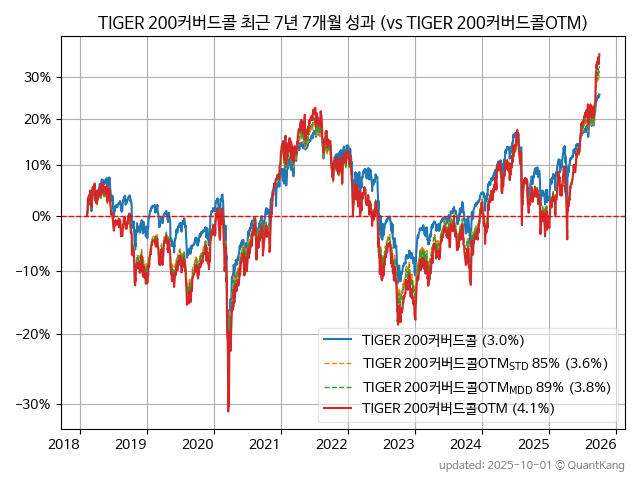 TIGER 200커버드콜 최근 7년 7개월 성과 (vs TIGER 200커버드콜OTM)
30%
20%
10%
0%
−10%
−20%
−30%
TIGER 200커버드콜 (3.0%)
TIGER 200커버드콜OTM_STD 85% (3.6%)
TIGER 200커버드콜OTM_MDD 89% (3.8%)
TIGER 200커버드콜OTM (4.1%)
2018 2019 2020 2021 2022 2023 2024 2025 2026
updated: 2025-10-01 ⓒ QuantKang